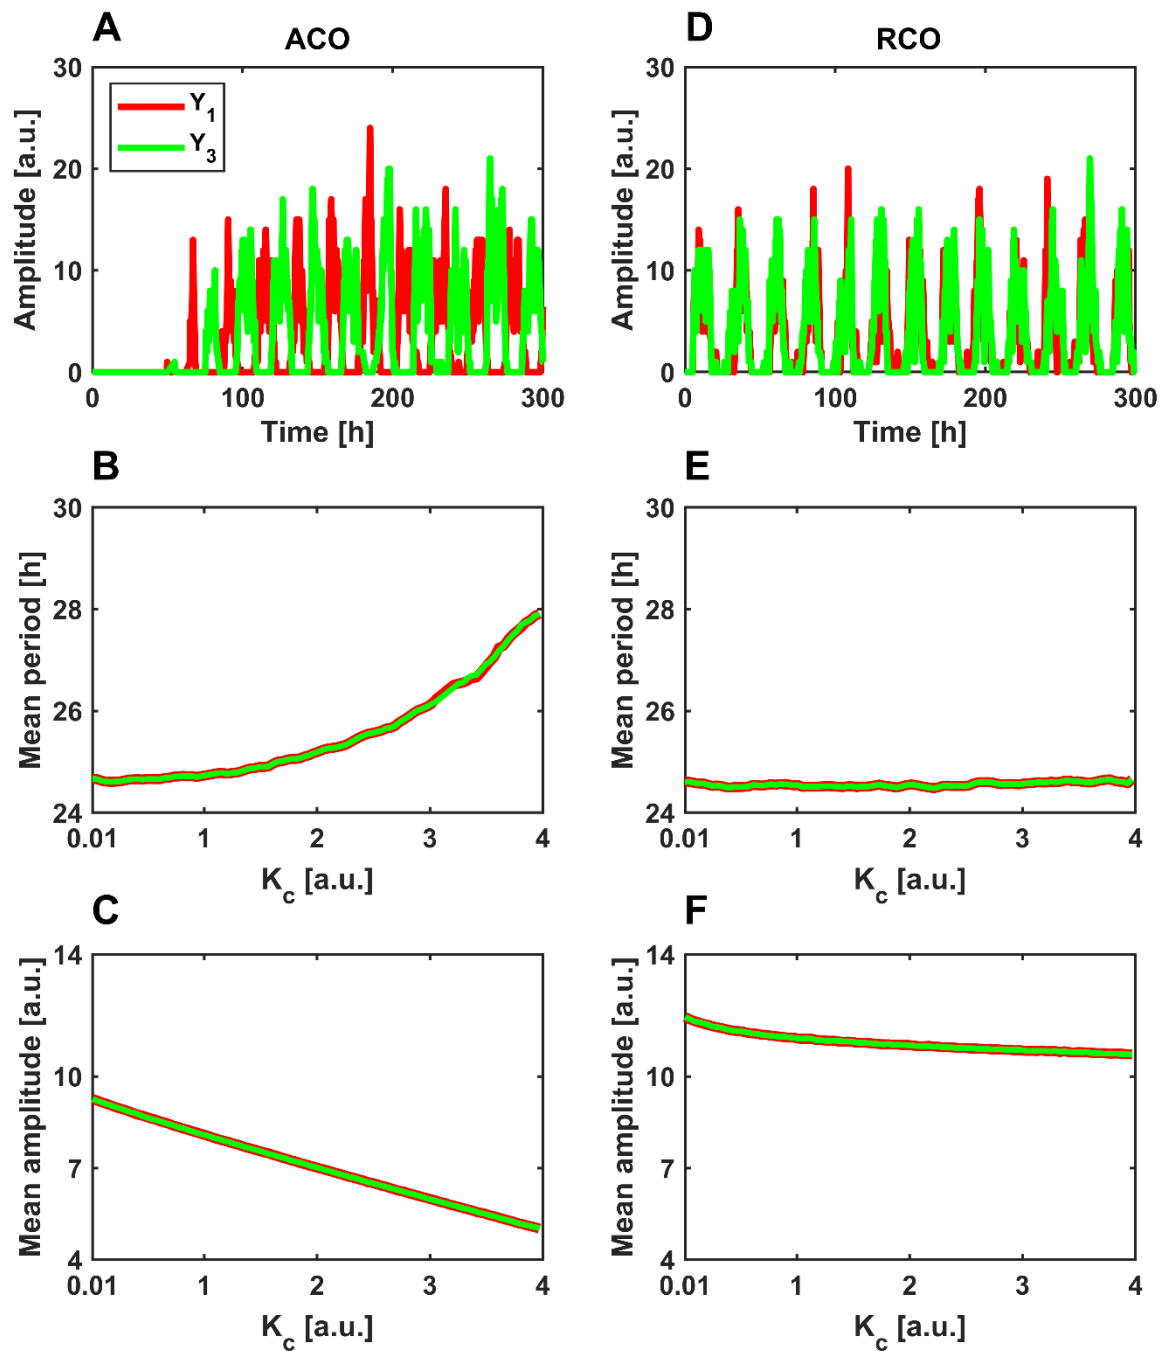 A
ACO
Amplitude [a.u.]
30
20
10
0
Y1
Y3
0 100 200 300
Time [h]
D
RCO
Amplitude [a.u.]
30
20
10
0
0 100 200 300
Time [h]
B
Mean period [h]
30
28
26
24
0.01 1 2 3 4
Kc [a.u.]
E
Mean period [h]
30
28
26
24
0.01 1 2 3 4
Kc [a.u.]
C
Mean amplitude [a.u.]
14
10
7
4
0.01 1 2 3 4
Kc [a.u.]
F
Mean amplitude [a.u.]
14
10
7
4
0.01 1 2 3 4
Kc [a.u.]